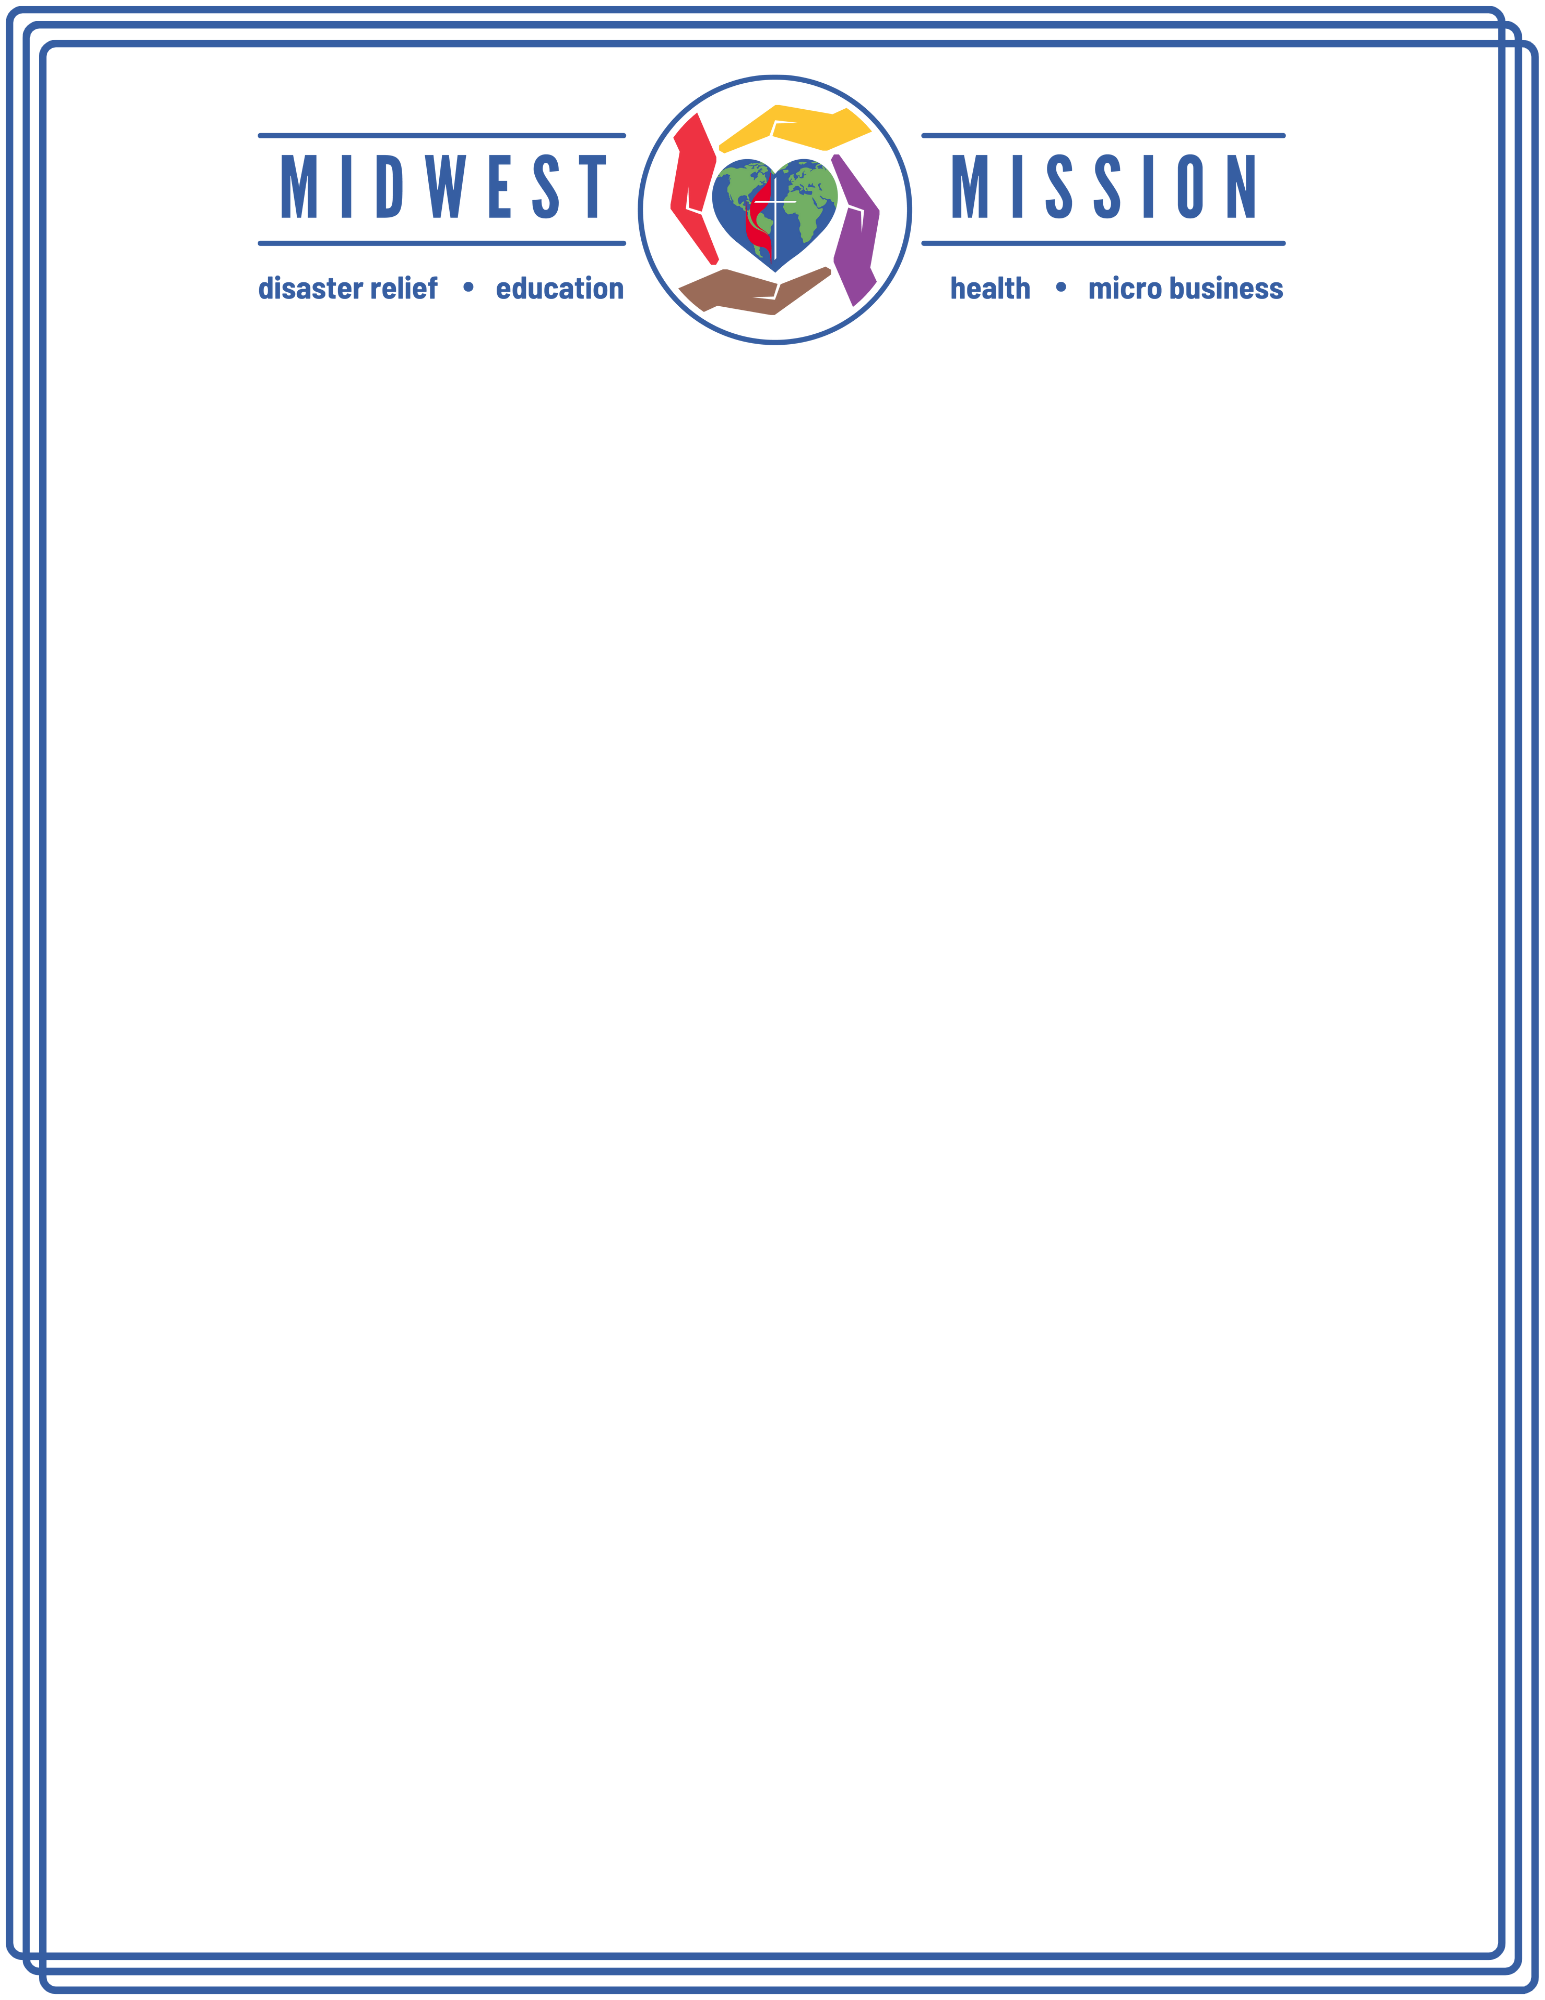 MIDWEST MISSION
disaster relief • education health • micro business